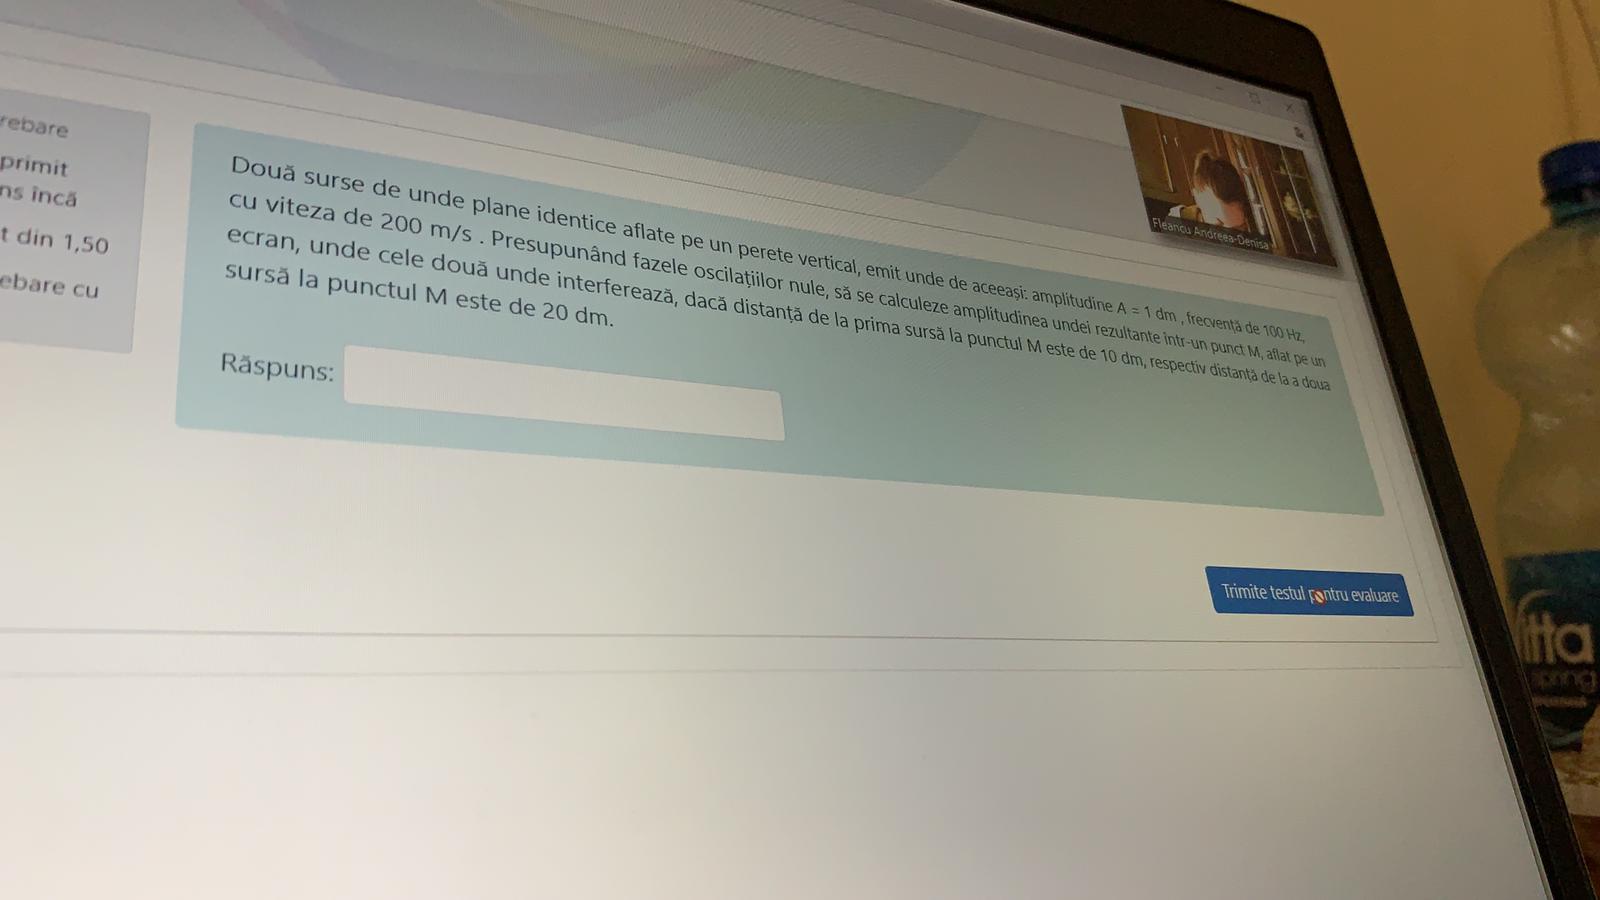 rebare
primit
ns încă
t din 1,50
ebare cu
Două surse de unde plane identice aflate pe un perete vertical, emit unde de aceeași: amplitudine A = 1 dm , frecvență de 100 Hz,
cu viteza de 200 m/s . Presupunând fazele oscilațiilor nule, să se calculeze amplitudinea undei rezultante într-un punct M, aflat pe un
ecran, unde cele două unde interferează, dacă distanță de la prima sursă la punctul M este de 10 dm, respectiv distanță de la a doua
sursă la punctul M este de 20 dm.
Răspuns:
Trimite testul pentru evaluare
Fleancu Andreea-Denisa
itta
spring